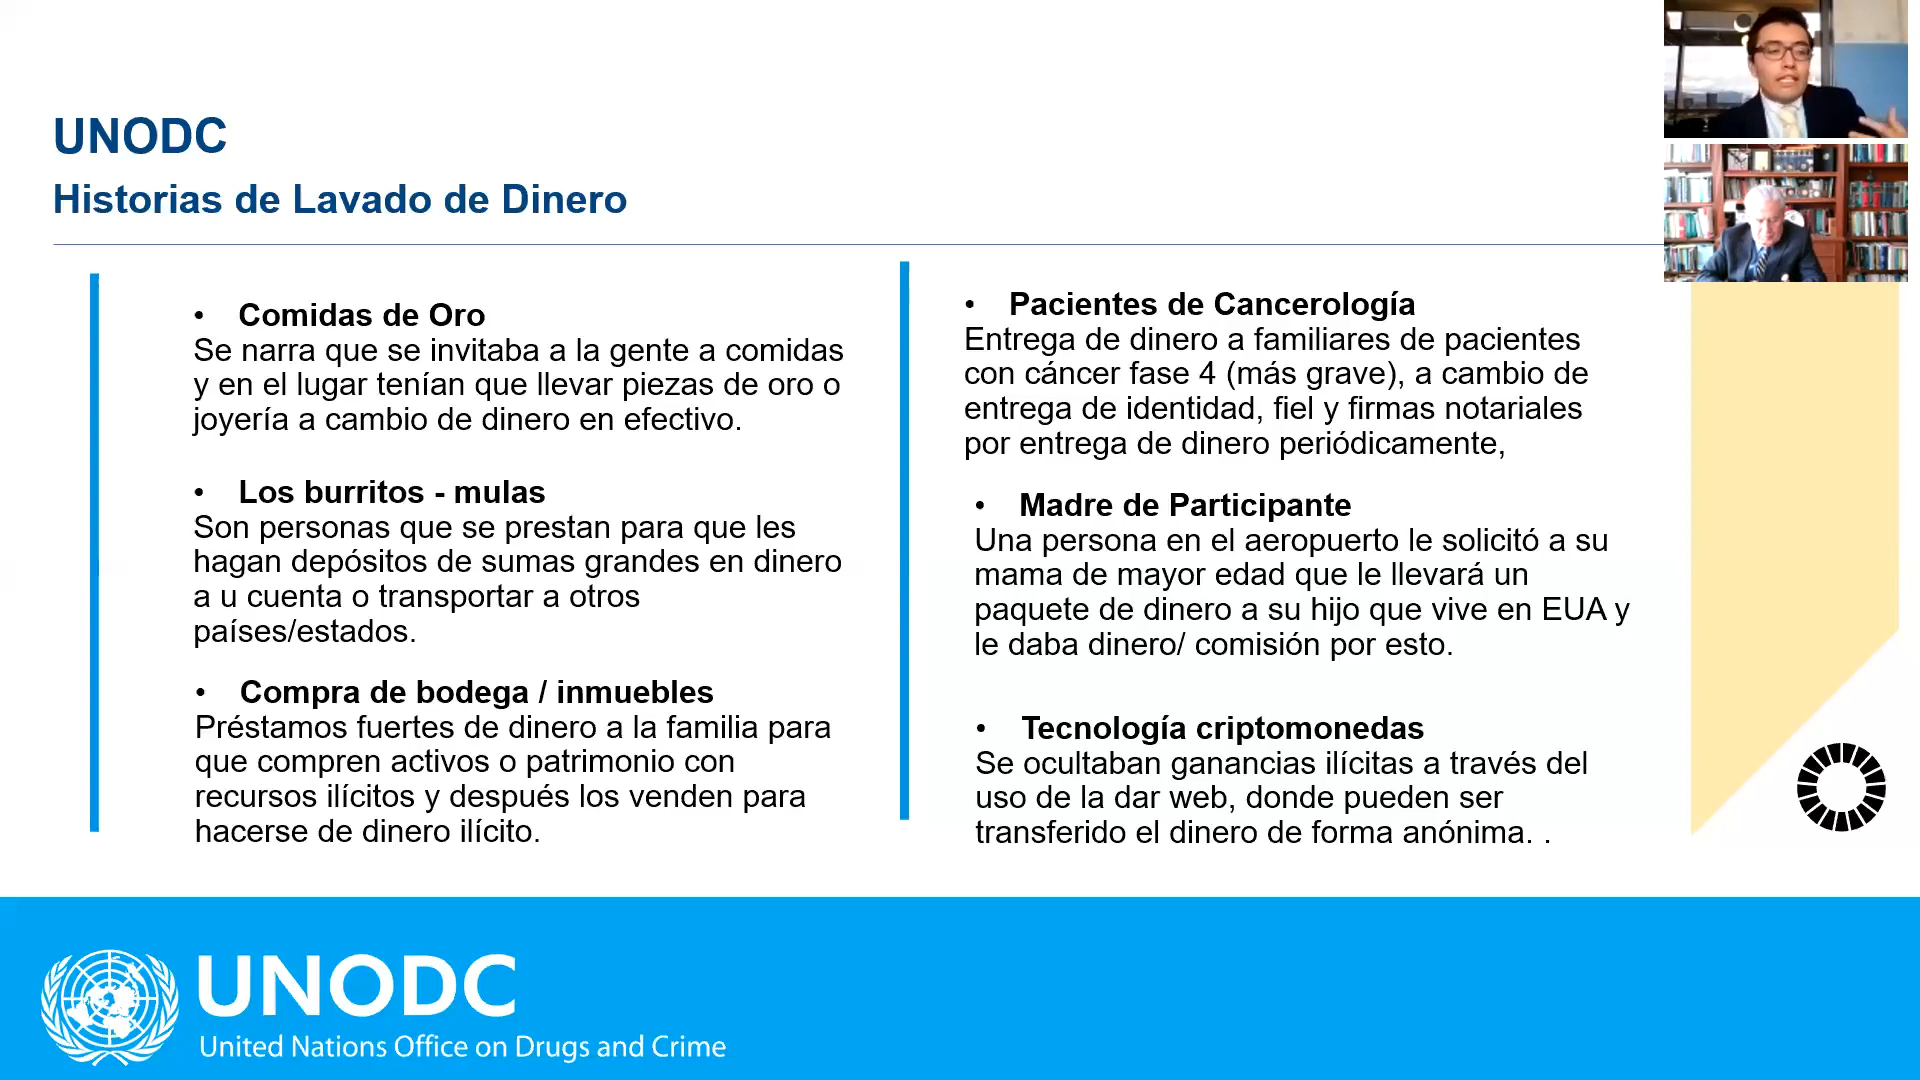 UNODC
Historias de Lavado de Dinero
• Comidas de Oro
Se narra que se invitaba a la gente a comidas
y en el lugar tenían que llevar piezas de oro o
joyería a cambio de dinero en efectivo.
• Los burritos - mulas
Son personas que se prestan para que les
hagan depósitos de sumas grandes en dinero
a u cuenta o transportar a otros
países/estados.
• Compra de bodega / inmuebles
Préstamos fuertes de dinero a la familia para
que compren activos o patrimonio con
recursos ilícitos y después los venden para
hacerse de dinero ilícito.
• Pacientes de Cancerología
Entrega de dinero a familiares de pacientes
con cáncer fase 4 (más grave), a cambio de
entrega de identidad, fiel y firmas notariales
por entrega de dinero periódicamente,
• Madre de Participante
Una persona en el aeropuerto le solicitó a su
mama de mayor edad que le llevará un
paquete de dinero a su hijo que vive en EUA y
le daba dinero/ comisión por esto.
• Tecnología criptomonedas
Se ocultaban ganancias ilícitas a través del
uso de la dar web, donde pueden ser
transferido el dinero de forma anónima. .
UNODC
United Nations Office on Drugs and Crime